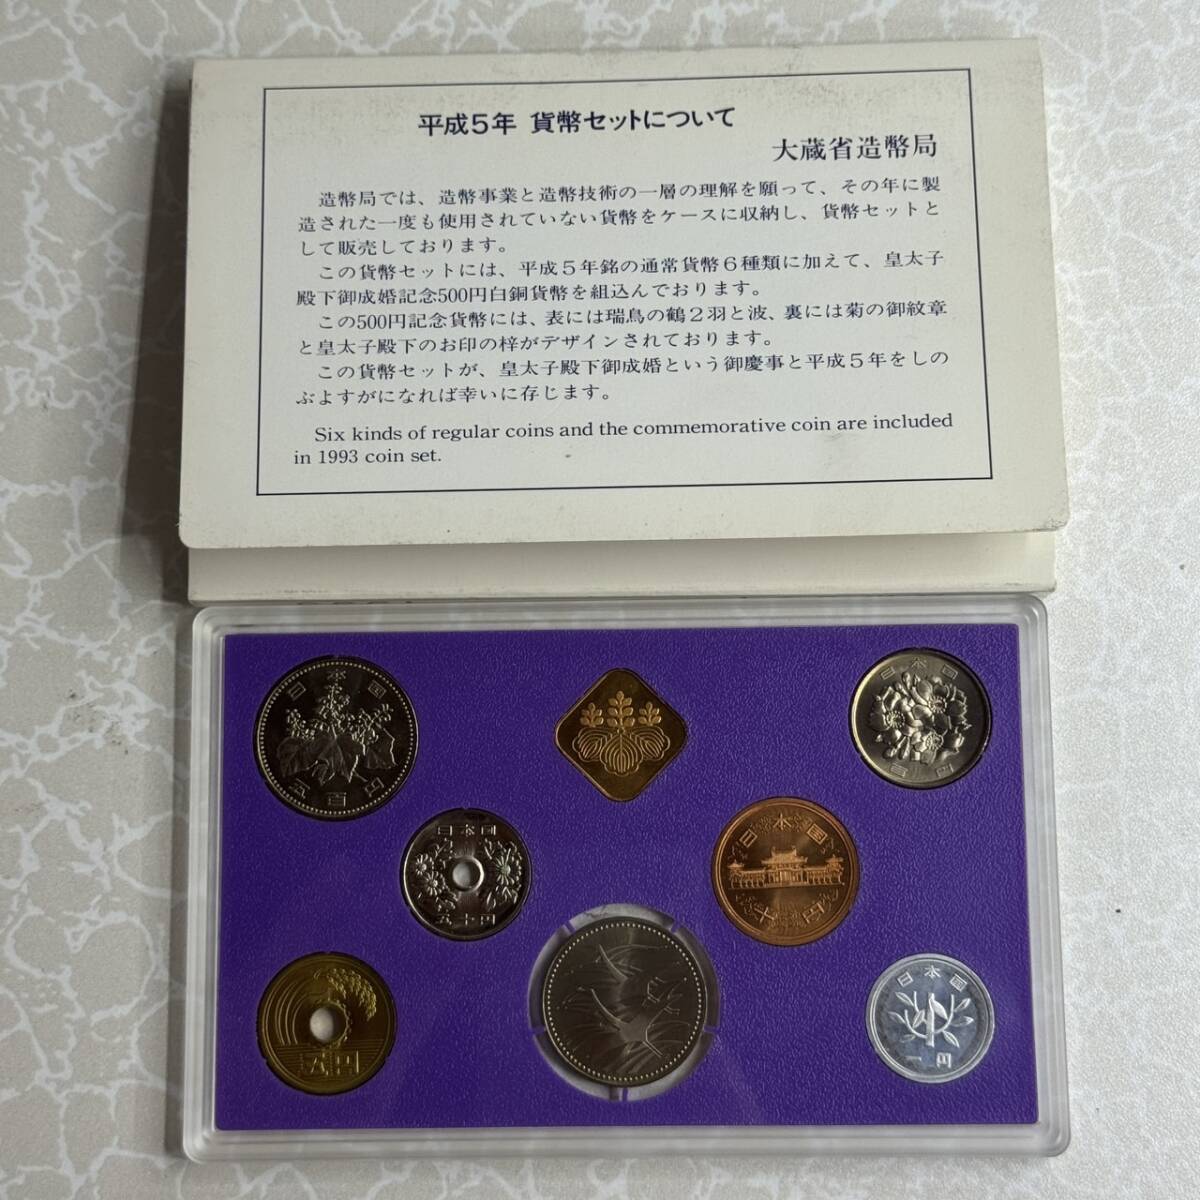 平成5年 貨幣セットについて
大蔵省造幣局
造幣局では、造幣事業と造幣技術の一層の理解を願って、その年に製
造された一度も使用されていない貨幣をケースに収納し、貨幣セットと
して販売しております。
この貨幣セットには、平成5年銘の通常貨幣6種類に加えて、皇太子
殿下御成婚記念500円白銅貨幣を組込んでおります。
この500円記念貨幣には、表には瑞鳥の鶴2羽と波、裏には菊の御紋章
と皇太子殿下のお印の梓がデザインされております。
この貨幣セットが、皇太子殿下御成婚という御慶事と平成5年をしの
ぶよすがになれば幸いに存じます。
Six kinds of regular coins and the commemorative coin are included
in 1993 coin set.
日本国
五百円
日本国
百円
日本国
五十円
日本国
十円
五円
日本国
一円